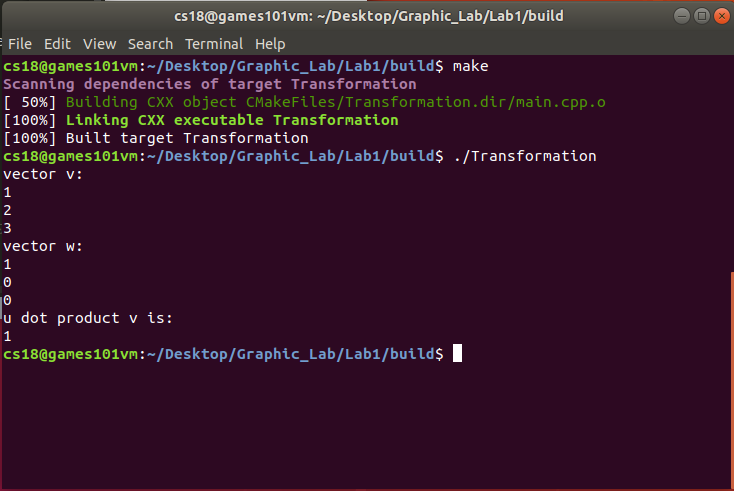 cs18@games101vm: ~/Desktop/Graphic_Lab/Lab1/build
File Edit View Search Terminal Help
cs18@games101vm:~/Desktop/Graphic_Lab/Lab1/build$ make
Scanning dependencies of target Transformation
[ 50%] Building CXX object CMakeFiles/Transformation.dir/main.cpp.o
[100%] Linking CXX executable Transformation
[100%] Built target Transformation
cs18@games101vm:~/Desktop/Graphic_Lab/Lab1/build$ ./Transformation
vector v:
1
2
3
vector w:
1
0
0
u dot product v is:
1
cs18@games101vm:~/Desktop/Graphic_Lab/Lab1/build$